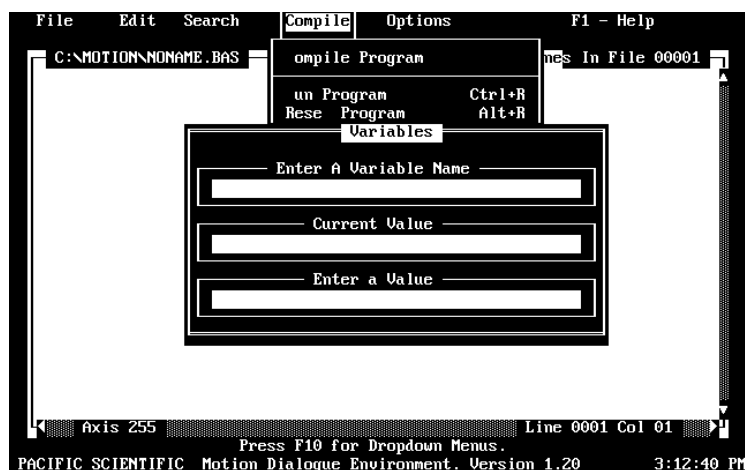 File Edit Search Compile Options F1 - Help
C:\MOTION\NONAME.BAS ompile Program nes In File 00001
un Program Ctrl+R
Rese Program Alt+R
Variables
Enter A Variable Name
Current Value
Enter a Value
Axis 255 Line 0001 Col 01
Press F10 for Dropdown Menus.
PACIFIC SCIENTIFIC Motion Dialogue Environment. Version 1.20 3:12:40 PM